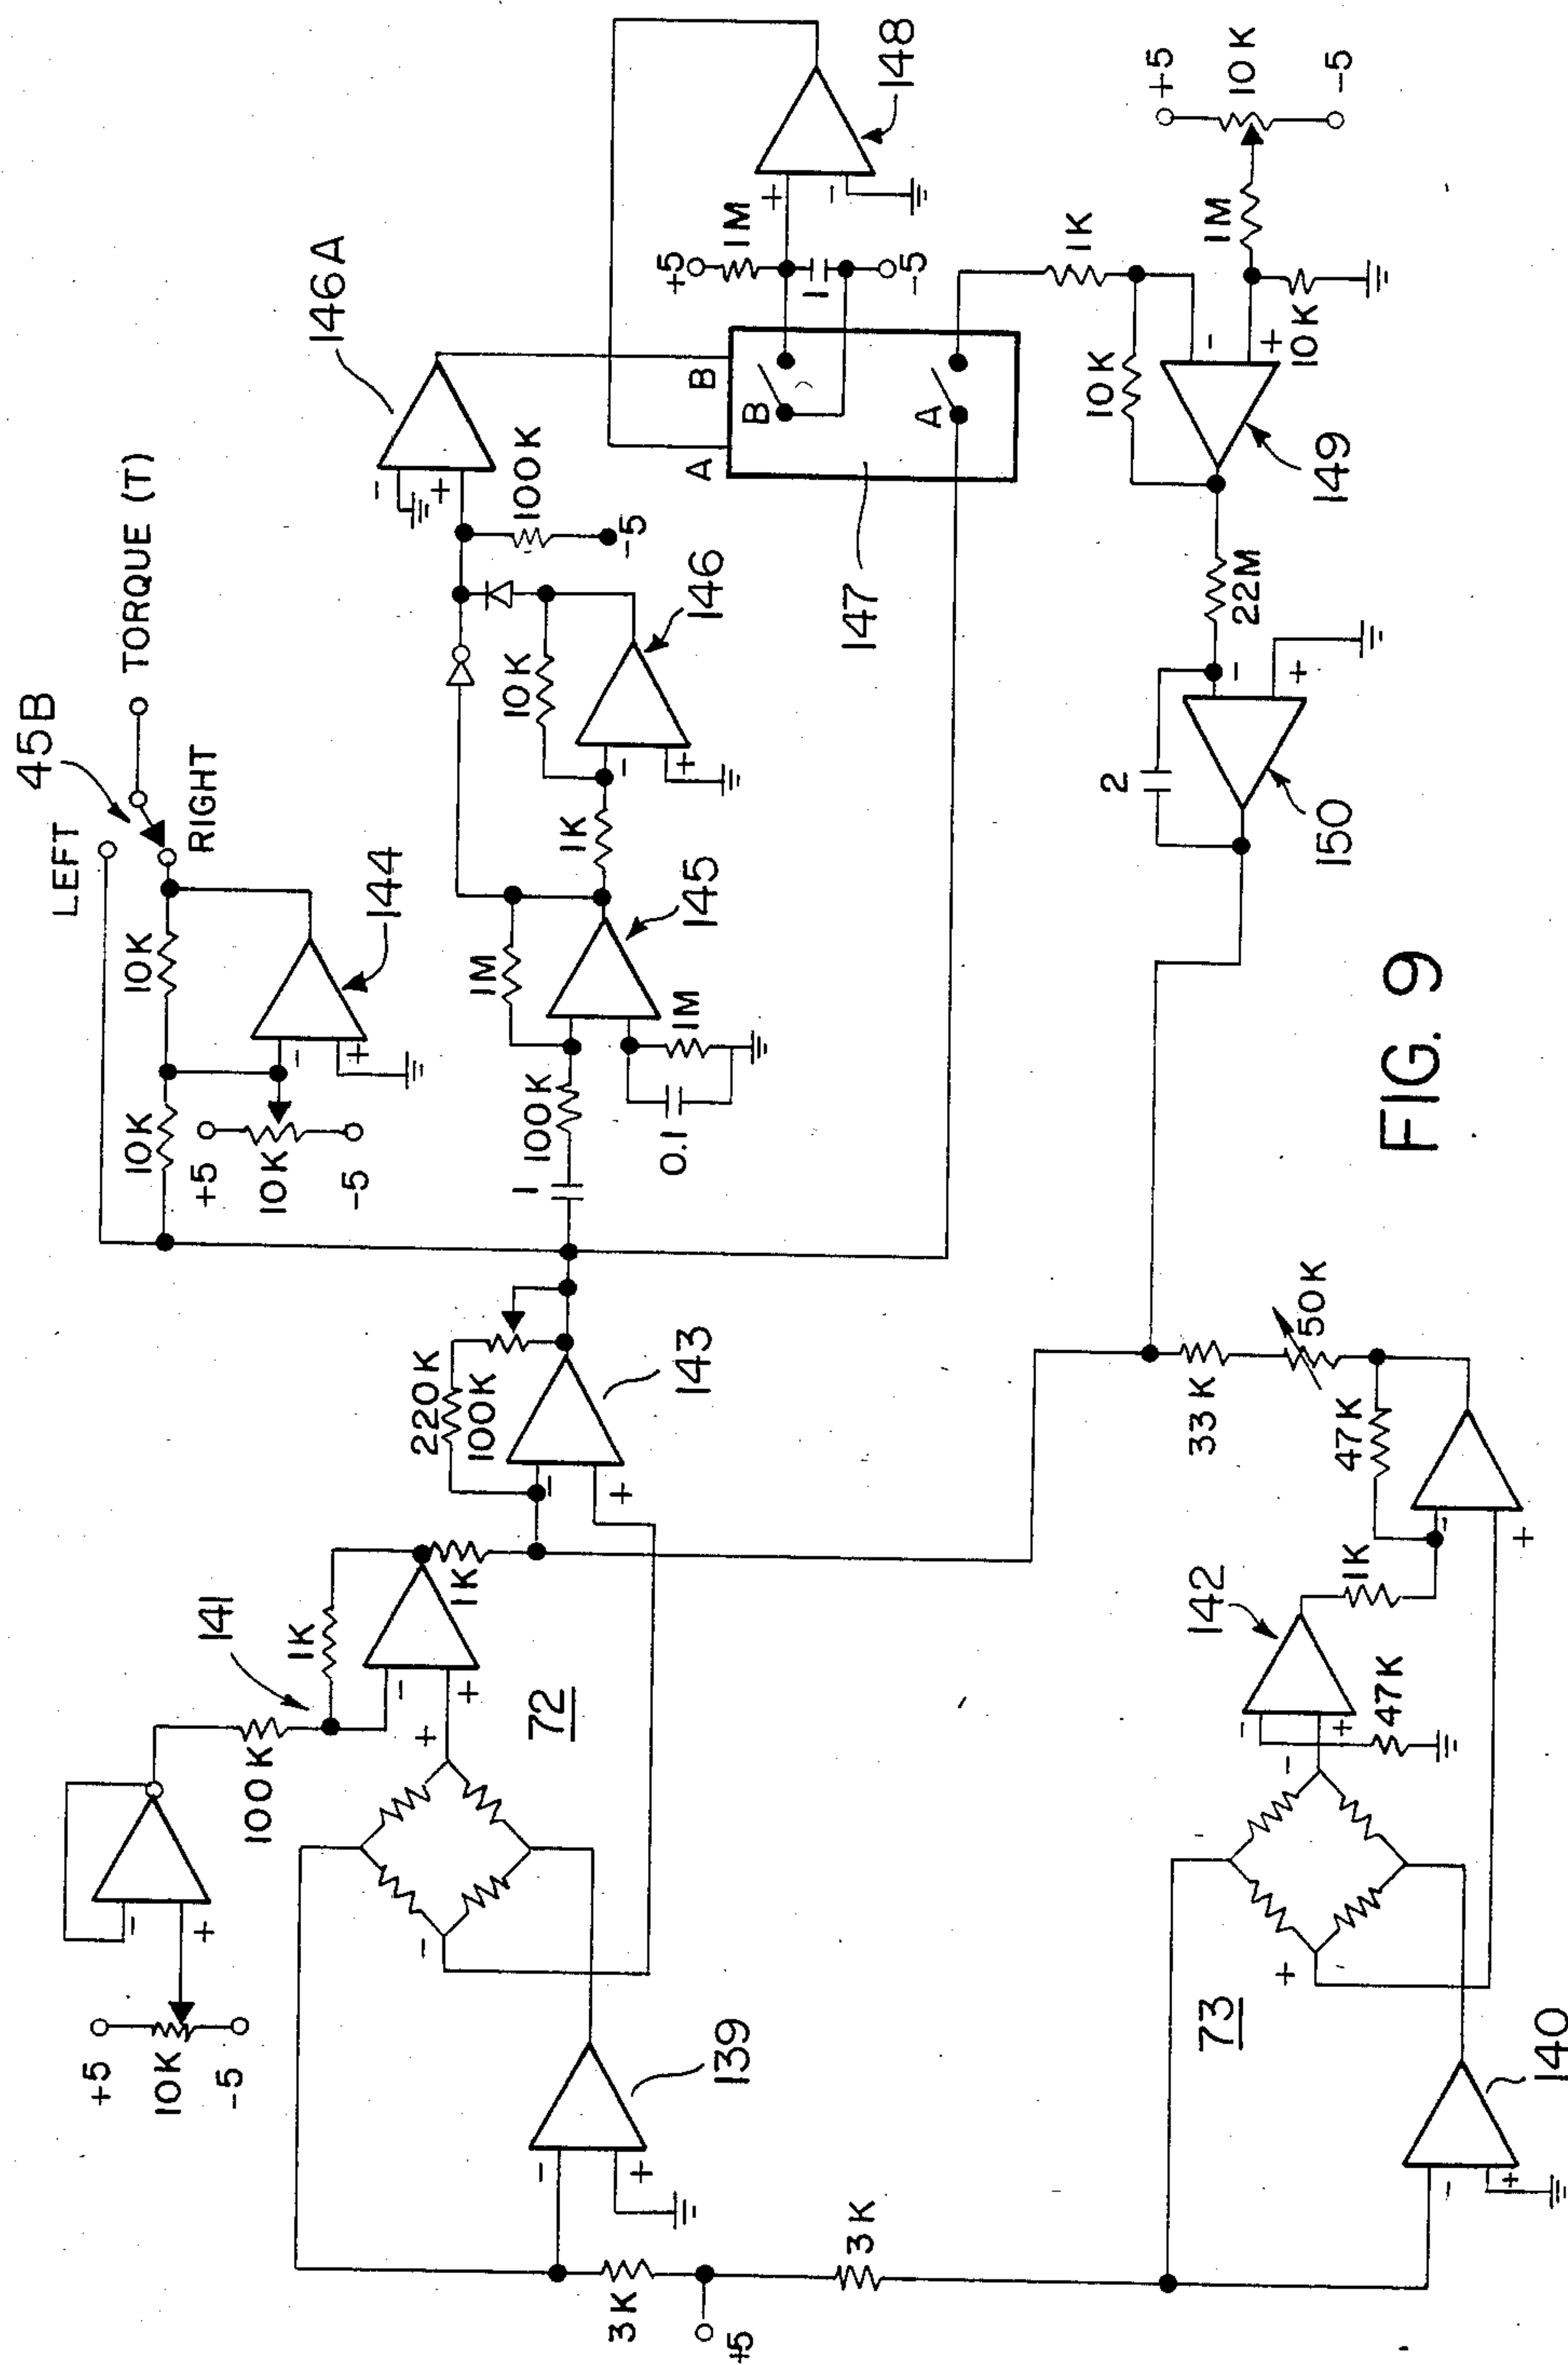 FIG. 9
45B
LEFT
RIGHT
TORQUE (T)
10K
10K
+5
10K
-5
-
+
144
146A
-
+
100K
-5
1M
10K
-
+
146
1K
145
1
100K
1M
0.1
148
+5
1M
+
-
1
-5
A
B
B
A
147
1K
10K
-
+
10K
1M
+5
10K
-5
149
22M
2
-
+
150
220K
100K
-
+
143
141
1K
1K
-
+
+
-
72
100K
-
+
+5
10K
-5
139
-
+
3K
+5
3K
33K
50K
47K
-
+
1K
142
-
+
47K
-
+
73
140
-
+